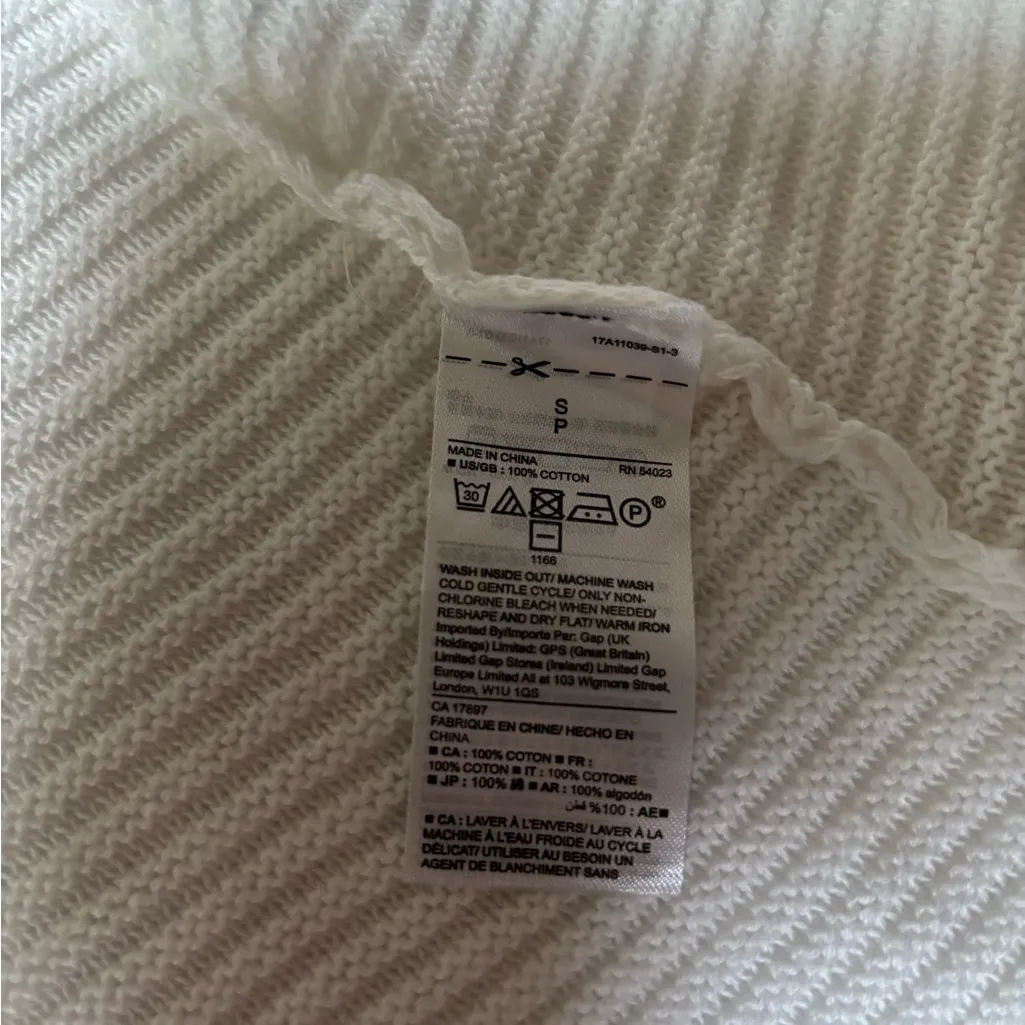 17A11039-S1-3
S
P
MADE IN CHINA RN 54023
■ US/GB : 100% COTTON
30 P ®
1166
WASH INSIDE OUT/ MACHINE WASH
COLD GENTLE CYCLE/ ONLY NON-
CHLORINE BLEACH WHEN NEEDED/
RESHAPE AND DRY FLAT/ WARM IRON
Imported By/Importe Par: Gap (UK
Holdings) Limited: GPS (Great Britain)
Limited Gap Stores (Ireland) Limited Gap
Europe Limited All at 103 Wigmore Street,
London, W1U 1QS
CA 17897
FABRIQUE EN CHINE/ HECHO EN
CHINA
■ CA : 100% COTON ■ FR :
100% COTON ■ IT : 100% COTONE
■ JP : 100% 綿 ■ AR : 100% algodón
■AE : 100% قطن
■ CA : LAVER À L'ENVERS/ LAVER À LA
MACHINE À L'EAU FROIDE AU CYCLE
DÉLICAT/ UTILISER AU BESOIN UN
AGENT DE BLANCHIMENT SANS